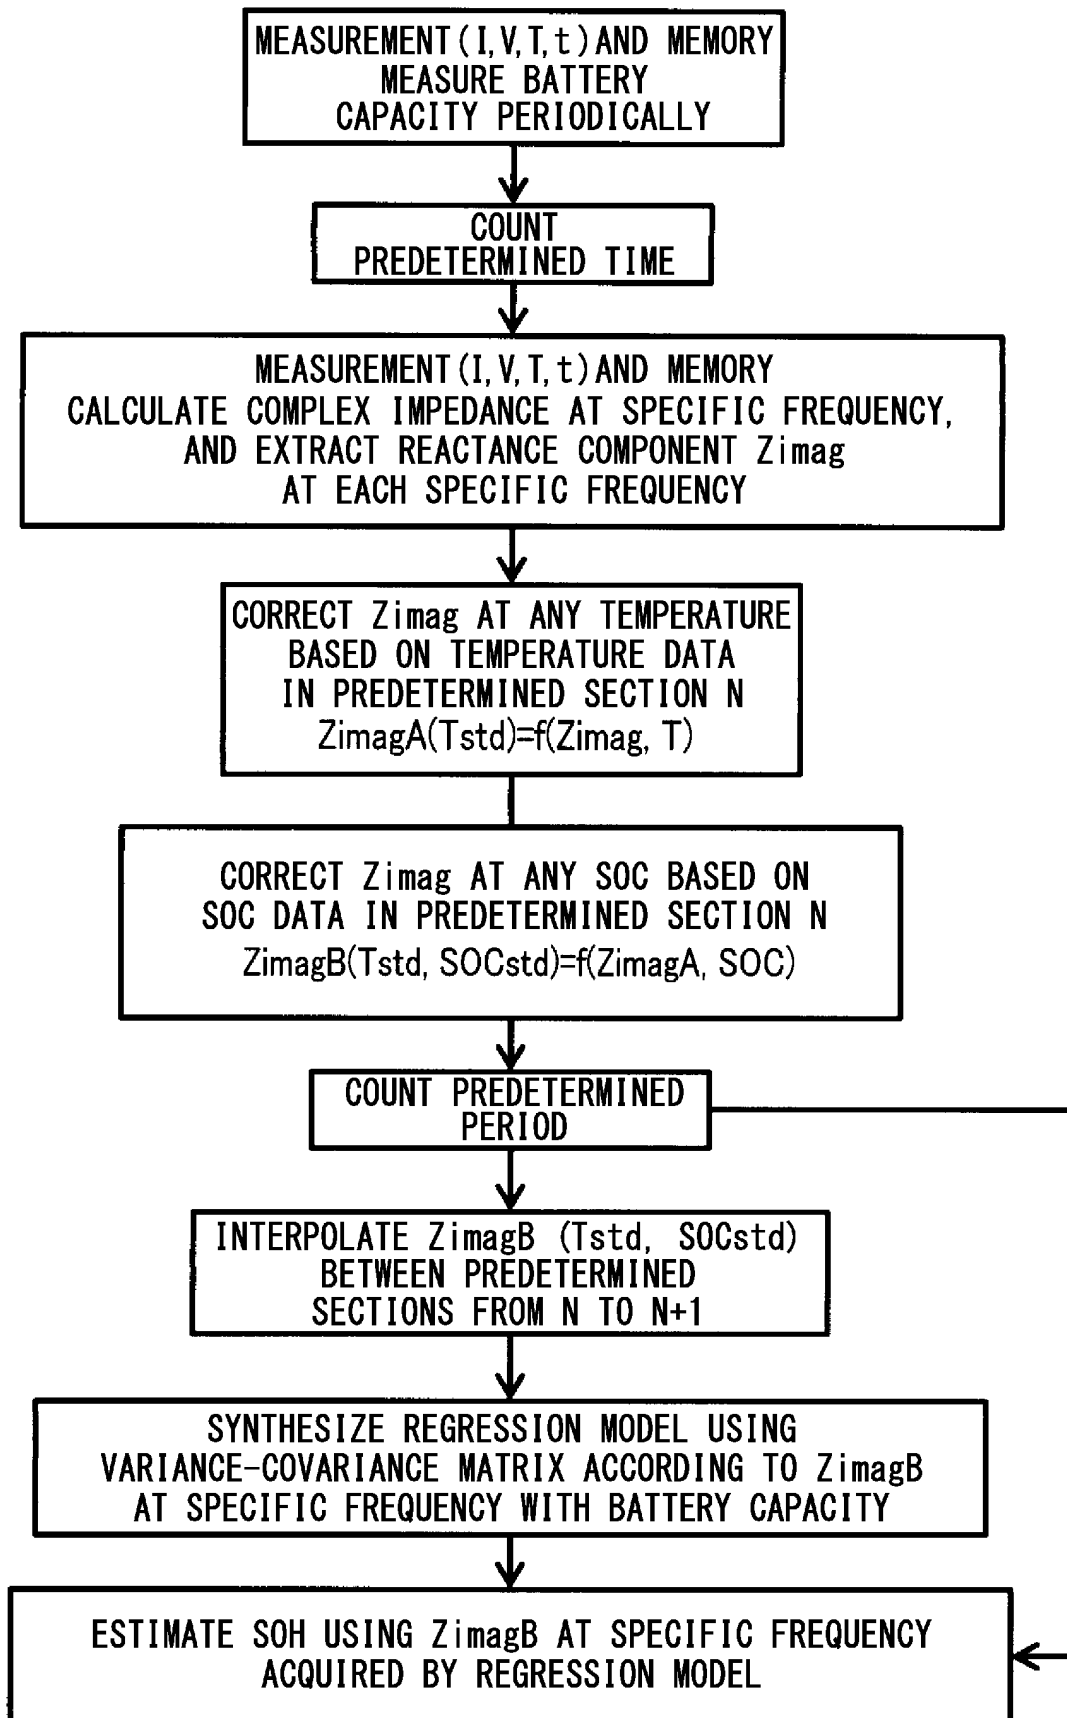 MEASUREMENT(I,V,T,t)AND MEMORY
MEASURE BATTERY
CAPACITY PERIODICALLY
COUNT
PREDETERMINED TIME
MEASUREMENT(I,V,T,t)AND MEMORY
CALCULATE COMPLEX IMPEDANCE AT SPECIFIC FREQUENCY,
AND EXTRACT REACTANCE COMPONENT Zimag
AT EACH SPECIFIC FREQUENCY
CORRECT Zimag AT ANY TEMPERATURE
BASED ON TEMPERATURE DATA
IN PREDETERMINED SECTION N
ZimagA(Tstd)=f(Zimag, T)
CORRECT Zimag AT ANY SOC BASED ON
SOC DATA IN PREDETERMINED SECTION N
ZimagB(Tstd, SOCstd)=f(ZimagA, SOC)
COUNT PREDETERMINED
PERIOD
INTERPOLATE ZimagB (Tstd, SOCstd)
BETWEEN PREDETERMINED
SECTIONS FROM N TO N+1
SYNTHESIZE REGRESSION MODEL USING
VARIANCE-COVARIANCE MATRIX ACCORDING TO ZimagB
AT SPECIFIC FREQUENCY WITH BATTERY CAPACITY
ESTIMATE SOH USING ZimagB AT SPECIFIC FREQUENCY
ACQUIRED BY REGRESSION MODEL